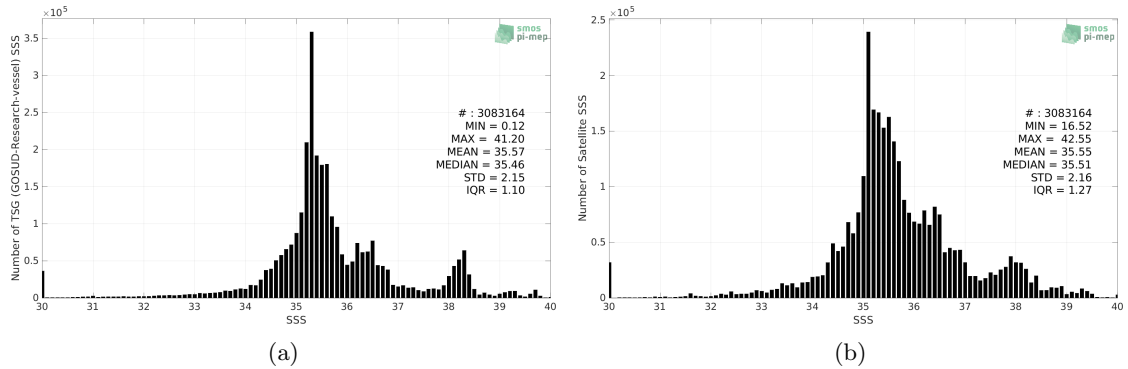 ×10⁵
3.5
3
2.5
2
1.5
1
0.5
0
Number of TSG (GOSUD-Research-vessel) SSS
smos
pi-mep
# : 3083164
MIN = 0.12
MAX = 41.20
MEAN = 35.57
MEDIAN = 35.46
STD = 2.15
IQR = 1.10
30 31 32 33 34 35 36 37 38 39 40
SSS
(a)
×10⁵
2.5
2
1.5
1
0.5
0
Number of Satellite SSS
smos
pi-mep
# : 3083164
MIN = 16.52
MAX = 42.55
MEAN = 35.55
MEDIAN = 35.51
STD = 2.16
IQR = 1.27
30 31 32 33 34 35 36 37 38 39 40
SSS
(b)